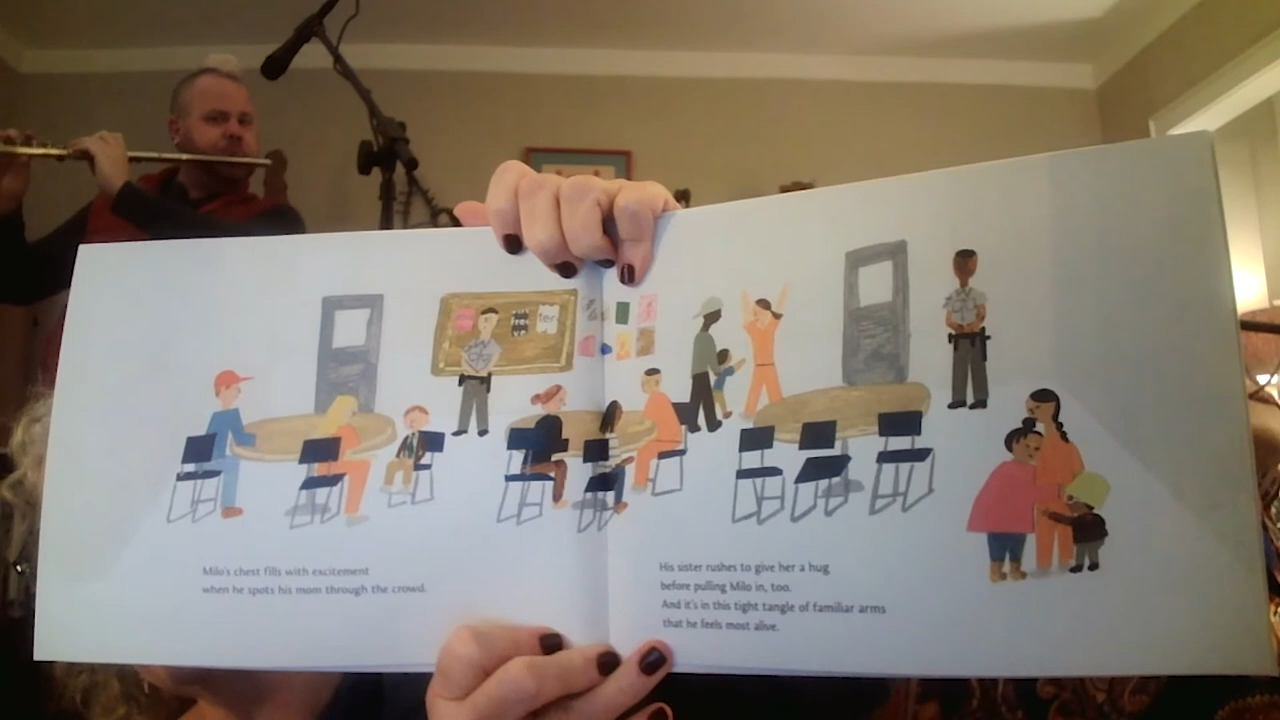 Milo's chest fills with excitement
when he spots his mom through the crowd.
His sister rushes to give her a hug
before pulling Milo in, too.
And it's in this tight tangle of familiar arms
that he feels most alive.